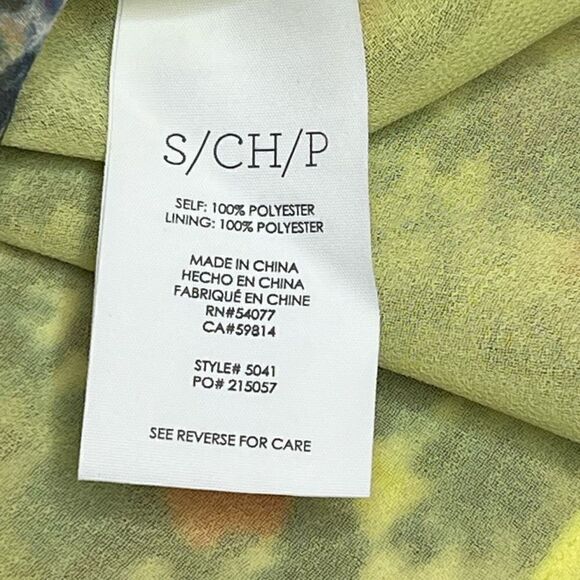 S/CH/P
SELF: 100% POLYESTER
LINING: 100% POLYESTER
MADE IN CHINA
HECHO EN CHINA
FABRIQUÉ EN CHINE
RN#54077
CA#59814
STYLE# 5041
PO# 215057
SEE REVERSE FOR CARE